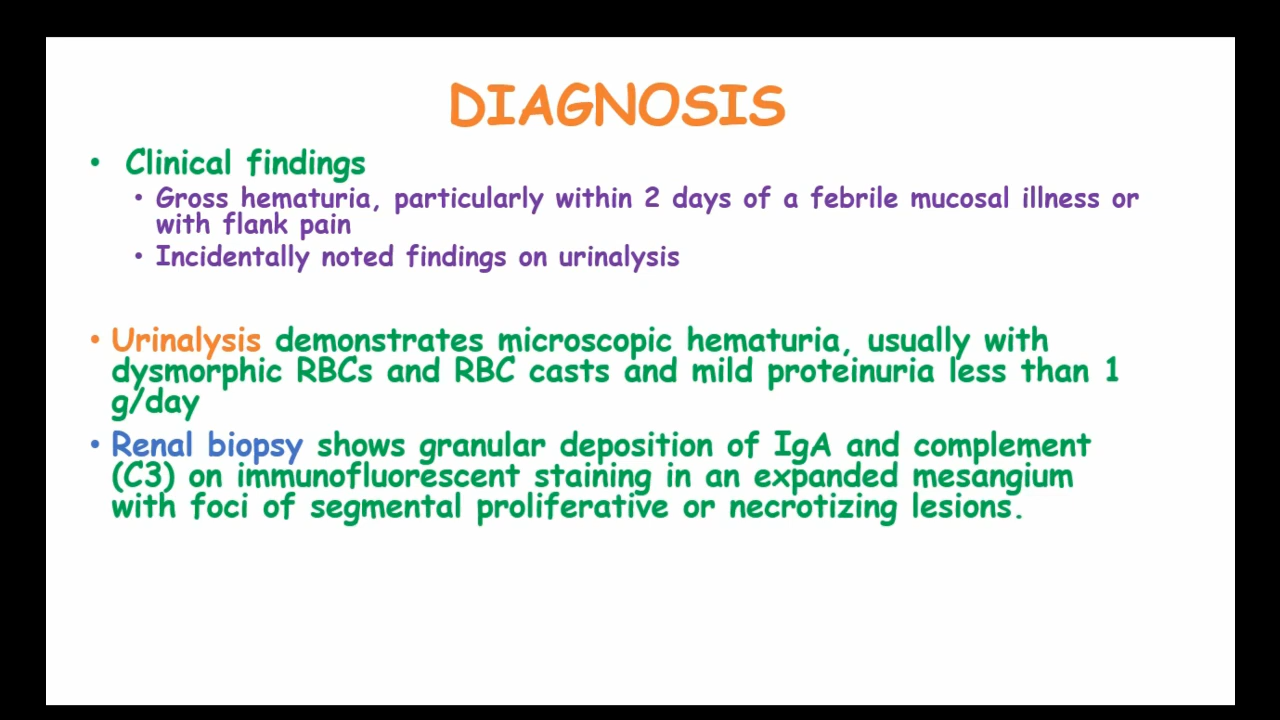 DIAGNOSIS
• Clinical findings
• Gross hematuria, particularly within 2 days of a febrile mucosal illness or
with flank pain
• Incidentally noted findings on urinalysis
• Urinalysis demonstrates microscopic hematuria, usually with
dysmorphic RBCs and RBC casts and mild proteinuria less than 1
g/day
• Renal biopsy shows granular deposition of IgA and complement
(C3) on immunofluorescent staining in an expanded mesangium
with foci of segmental proliferative or necrotizing lesions.